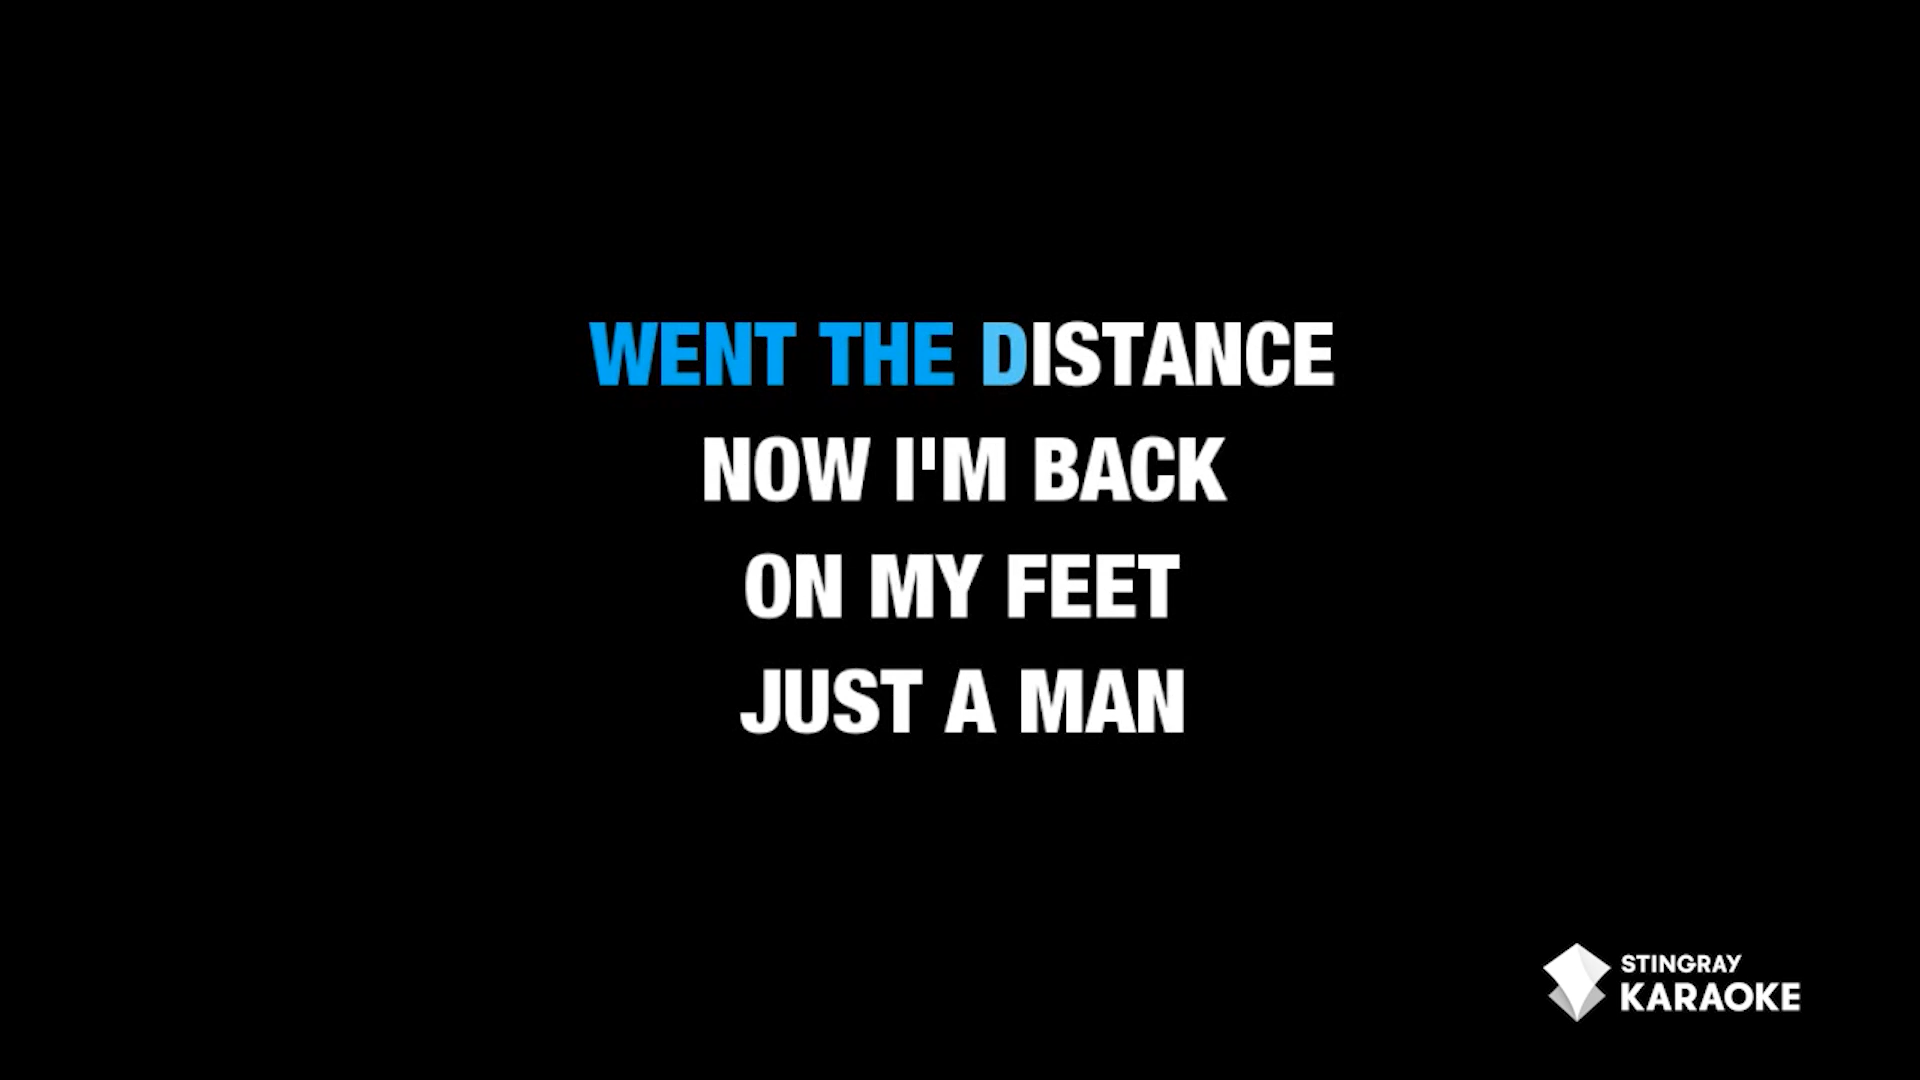 WENT THE DISTANCE
NOW I'M BACK
ON MY FEET
JUST A MAN
STINGRAY
KARAOKE